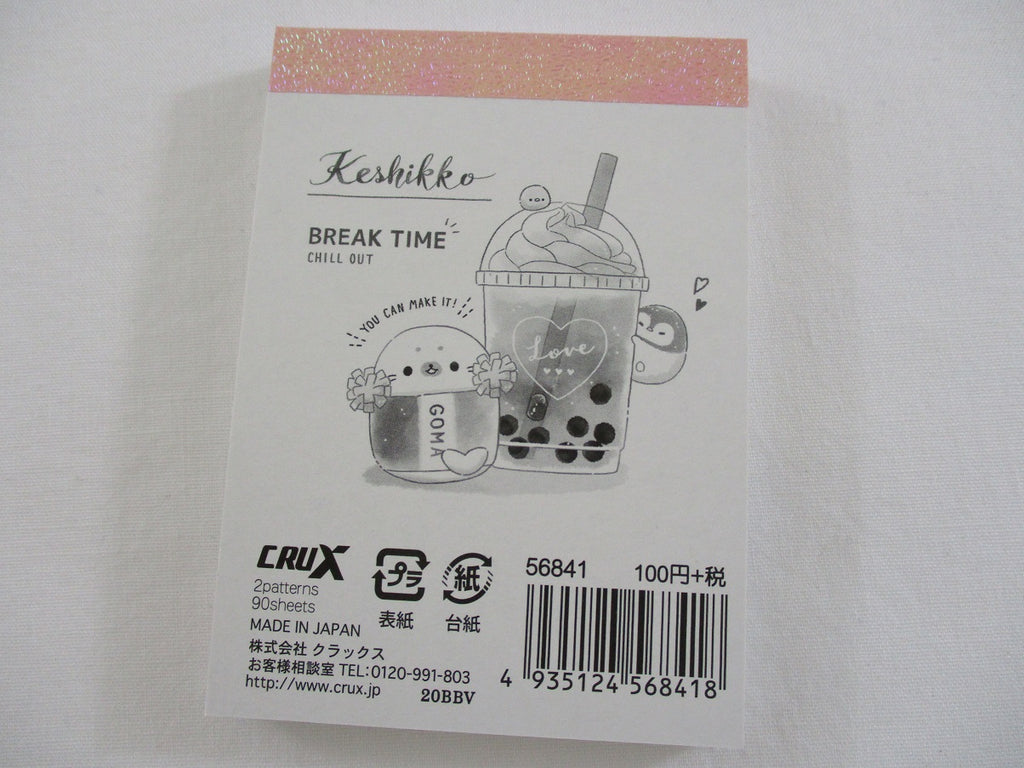 Keshikko
BREAK TIME
CHILL OUT
YOU CAN MAKE IT!
Love
GOMA
CRUX
2patterns
90sheets
MADE IN JAPAN
プラ
表紙
紙
台紙
56841 100円+税
株式会社 クラックス
お客様相談室 TEL:0120-991-803
http://www.crux.jp 20BBV
4 935124 568418